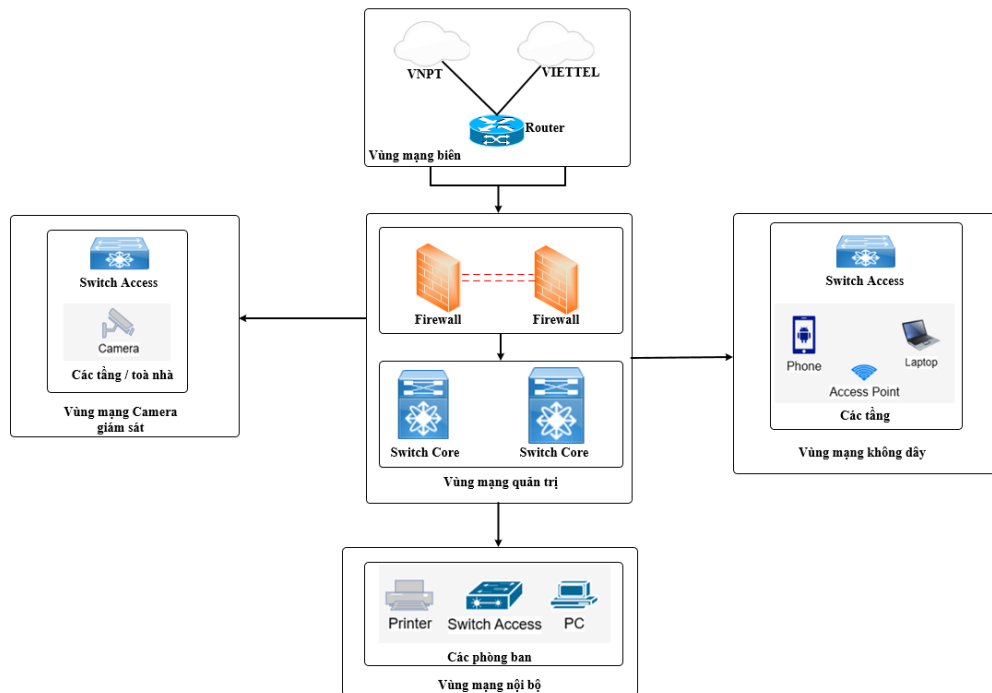 VNPT
VIETTEL
Router
Vùng mạng biên
Switch Access
Camera
Các tầng / toà nhà
Vùng mạng Camera
giám sát
Firewall
Firewall
Switch Core
Switch Core
Vùng mạng quản trị
Switch Access
Phone
Laptop
Access Point
Các tầng
Vùng mạng không dây
Printer
Switch Access
PC
Các phòng ban
Vùng mạng nội bộ